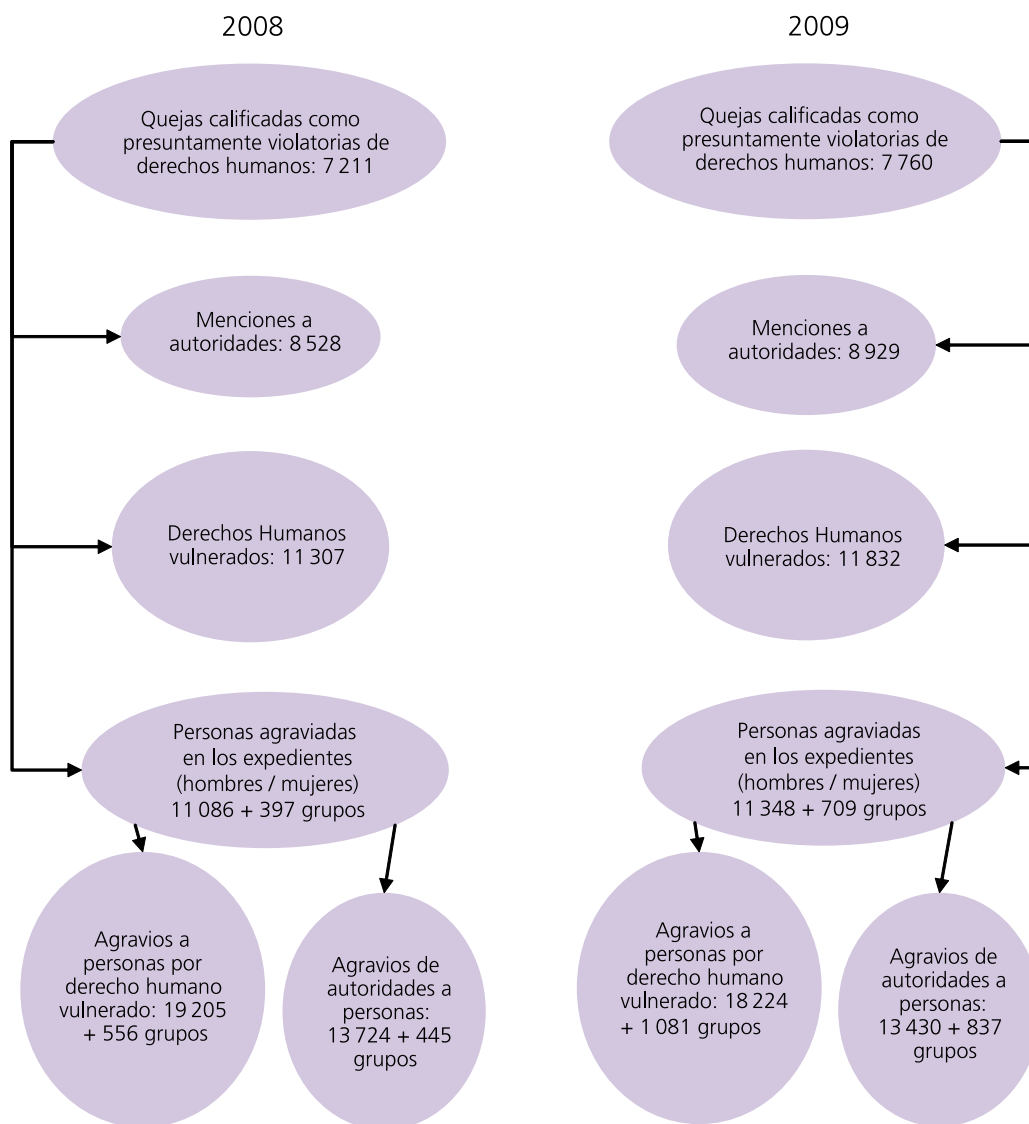 2008
Quejas calificadas como
presuntamente violatorias de
derechos humanos: 7 211
Menciones a
autoridades: 8 528
Derechos Humanos
vulnerados: 11 307
Personas agraviadas
en los expedientes
(hombres / mujeres)
11 086 + 397 grupos
Agravios a
personas por
derecho humano
vulnerado: 19 205
+ 556 grupos
Agravios de
autoridades a
personas:
13 724 + 445
grupos
2009
Quejas calificadas como
presuntamente violatorias de
derechos humanos: 7 760
Menciones a
autoridades: 8 929
Derechos Humanos
vulnerados: 11 832
Personas agraviadas
en los expedientes
(hombres / mujeres)
11 348 + 709 grupos
Agravios a
personas por
derecho humano
vulnerado: 18 224
+ 1 081 grupos
Agravios de
autoridades a
personas:
13 430 + 837
grupos